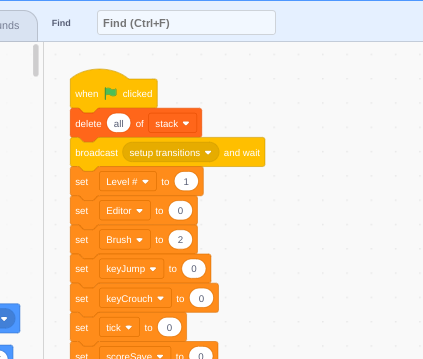 unds
Find
Find (Ctrl+F)
when clicked
delete all of stack
broadcast setup transitions and wait
set Level # to 1
set Editor to 0
set Brush to 2
set keyJump to 0
set keyCrouch to 0
set tick to 0
set scoreSave to 0